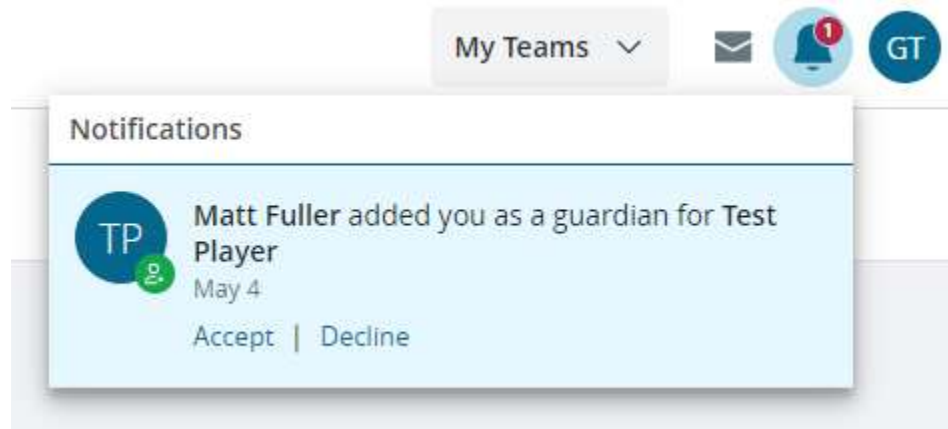 My Teams
1
GT
Notifications
TP
Matt Fuller added you as a guardian for Test
Player
May 4
Accept | Decline